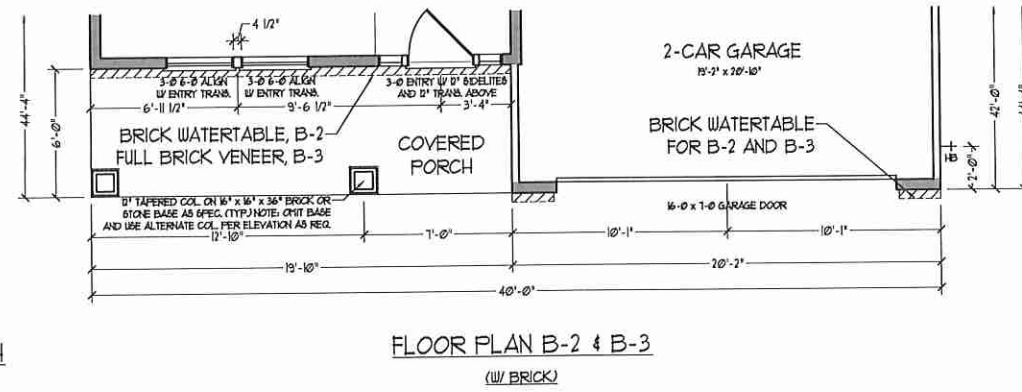 4 1/2"
2-CAR GARAGE
19'-2" x 20'-10"
3-0 6-0 ALIGN
W/ ENTRY TRANS.
3-0 6-0 ALIGN
W/ ENTRY TRANS.
3-0 ENTRY W/ 12" SIDELITES
AND 12" TRANS. ABOVE
6'-11 1/2"
9'-6 1/2"
3'-4"
44'-4"
6'-0"
42'-0"
2'-0"
HB
BRICK WATERTABLE, B-2
FULL BRICK VENEER, B-3
COVERED
PORCH
BRICK WATERTABLE
FOR B-2 AND B-3
12" TAPERED COL. ON 16" x 16" x 36" BRICK OR
STONE BASE AS SPEC. (TYP.) NOTE: OMIT BASE
AND USE ALTERNATE COL. PER ELEVATION AS REQ.
16-0 x 7-0 GARAGE DOOR
12'-10"
7'-0"
10'-1"
10'-1"
19'-10"
20'-2"
40'-0"
FLOOR PLAN B-2 & B-3
(W/ BRICK)